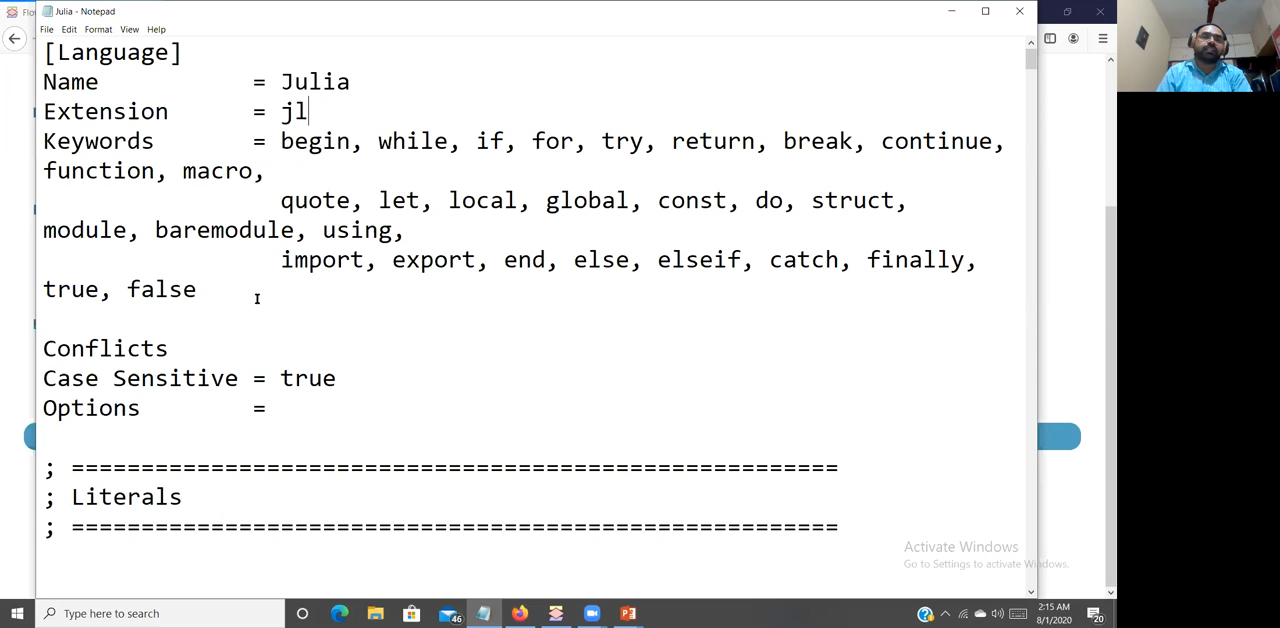 Flo
Julia - Notepad
File Edit Format View Help
[Language]
Name = Julia
Extension = jl
Keywords = begin, while, if, for, try, return, break, continue,
function, macro,
quote, let, local, global, const, do, struct,
module, baremodule, using,
import, export, end, else, elseif, catch, finally,
true, false
Conflicts
Case Sensitive = true
Options =
; =======================================================
; Literals
; =======================================================
Activate Windows
Go to Settings to activate Windows.
Type here to search
46
2:15 AM
8/1/2020
20